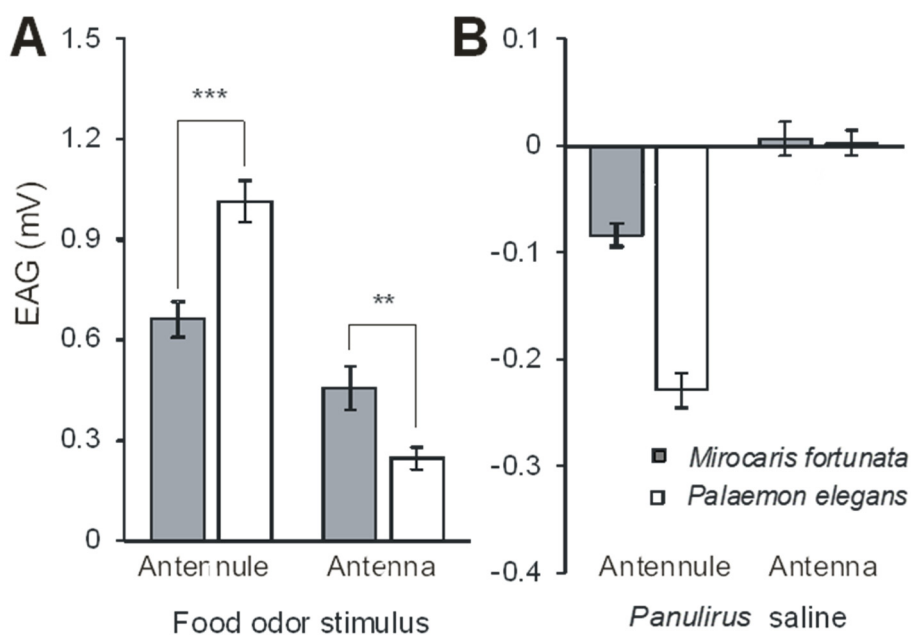 A
EAG (mV)
1.5
1.2
0.9
0.6
0.3
0
***
**
Antennule Antenna
Food odor stimulus
B
0.1
0
-0.1
-0.2
-0.3
-0.4
Mirocaris fortunata
Palaemon elegans
Antennule Antenna
Panulirus saline